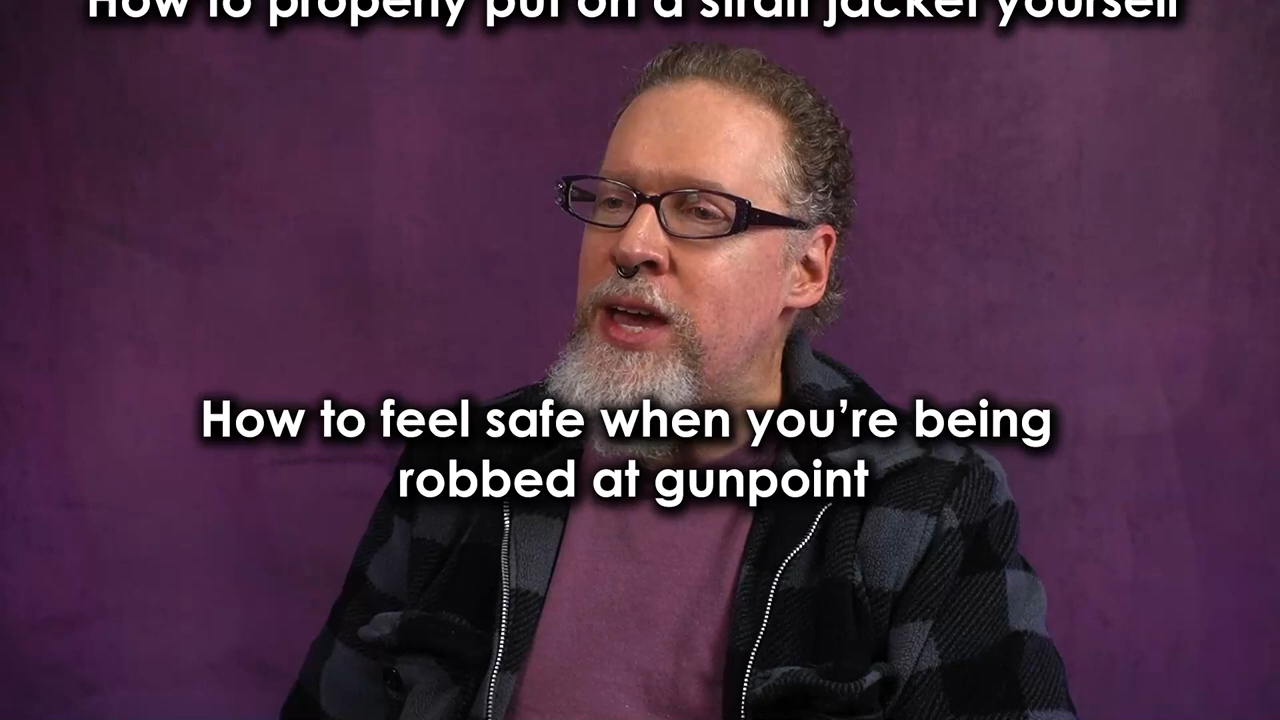 How to properly put on a strait jacket yourself
How to feel safe when you're being
robbed at gunpoint